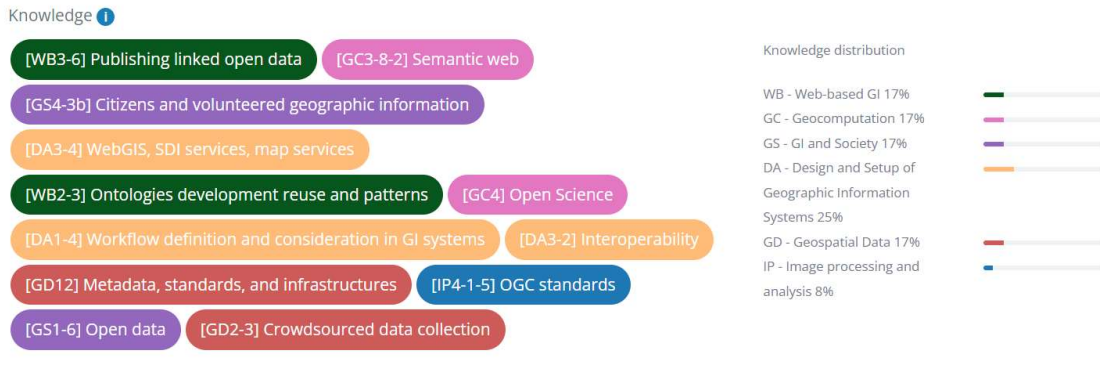 Knowledge i
[WB3-6] Publishing linked open data [GC3-8-2] Semantic web
[GS4-3b] Citizens and volunteered geographic information
[DA3-4] WebGIS, SDI services, map services
[WB2-3] Ontologies development reuse and patterns [GC4] Open Science
[DA1-4] Workflow definition and consideration in GI systems [DA3-2] Interoperability
[GD12] Metadata, standards, and infrastructures [IP4-1-5] OGC standards
[GS1-6] Open data [GD2-3] Crowdsourced data collection
Knowledge distribution
WB - Web-based GI 17%
GC - Geocomputation 17%
GS - GI and Society 17%
DA - Design and Setup of
Geographic Information
Systems 25%
GD - Geospatial Data 17%
IP - Image processing and
analysis 8%